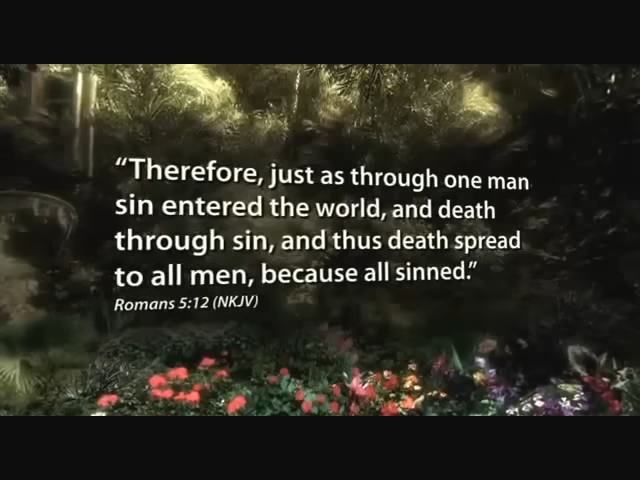 “Therefore, just as through one man
sin entered the world, and death
through sin, and thus death spread
to all men, because all sinned.”
Romans 5:12 (NKJV)